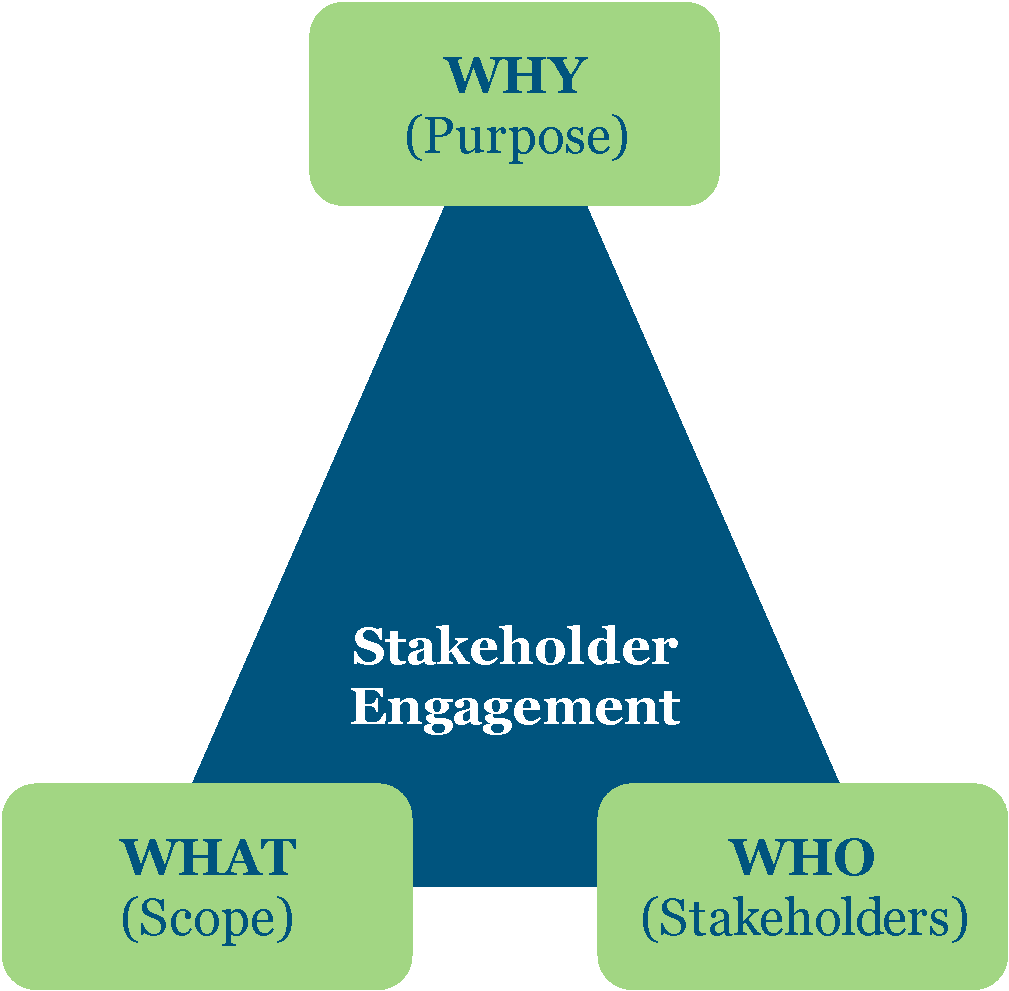 WHY
(Purpose)
Stakeholder
Engagement
WHAT
(Scope)
WHO
(Stakeholders)